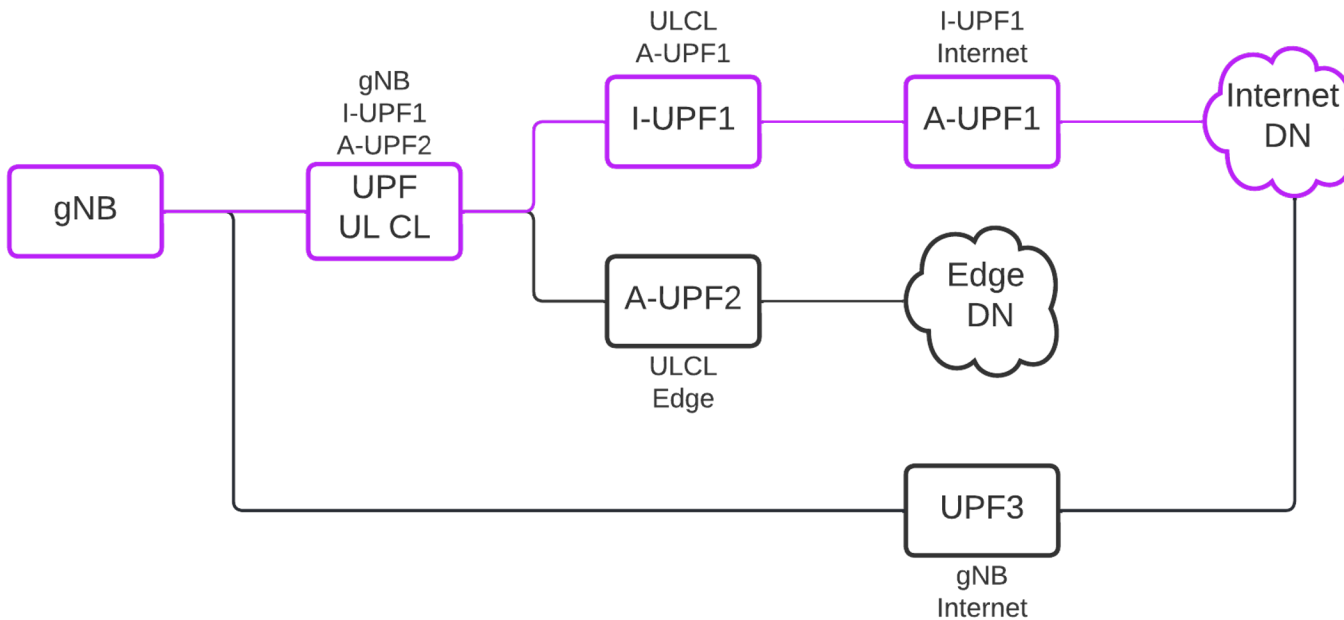 ULCL
A-UPF1
I-UPF1
Internet
gNB
I-UPF1
A-UPF2
I-UPF1
A-UPF1
Internet
DN
gNB
UPF
UL CL
Edge
DN
A-UPF2
ULCL
Edge
UPF3
gNB
Internet